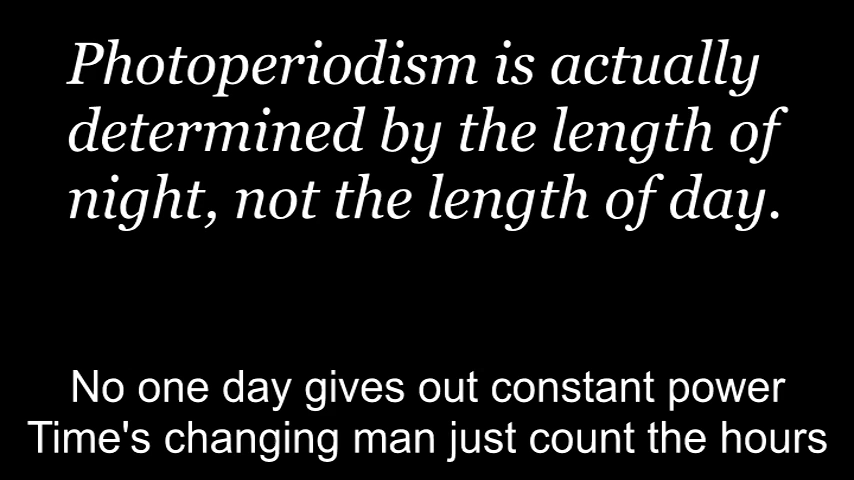 Photoperiodism is actually
determined by the length of
night, not the length of day.
No one day gives out constant power
Time's changing man just count the hours